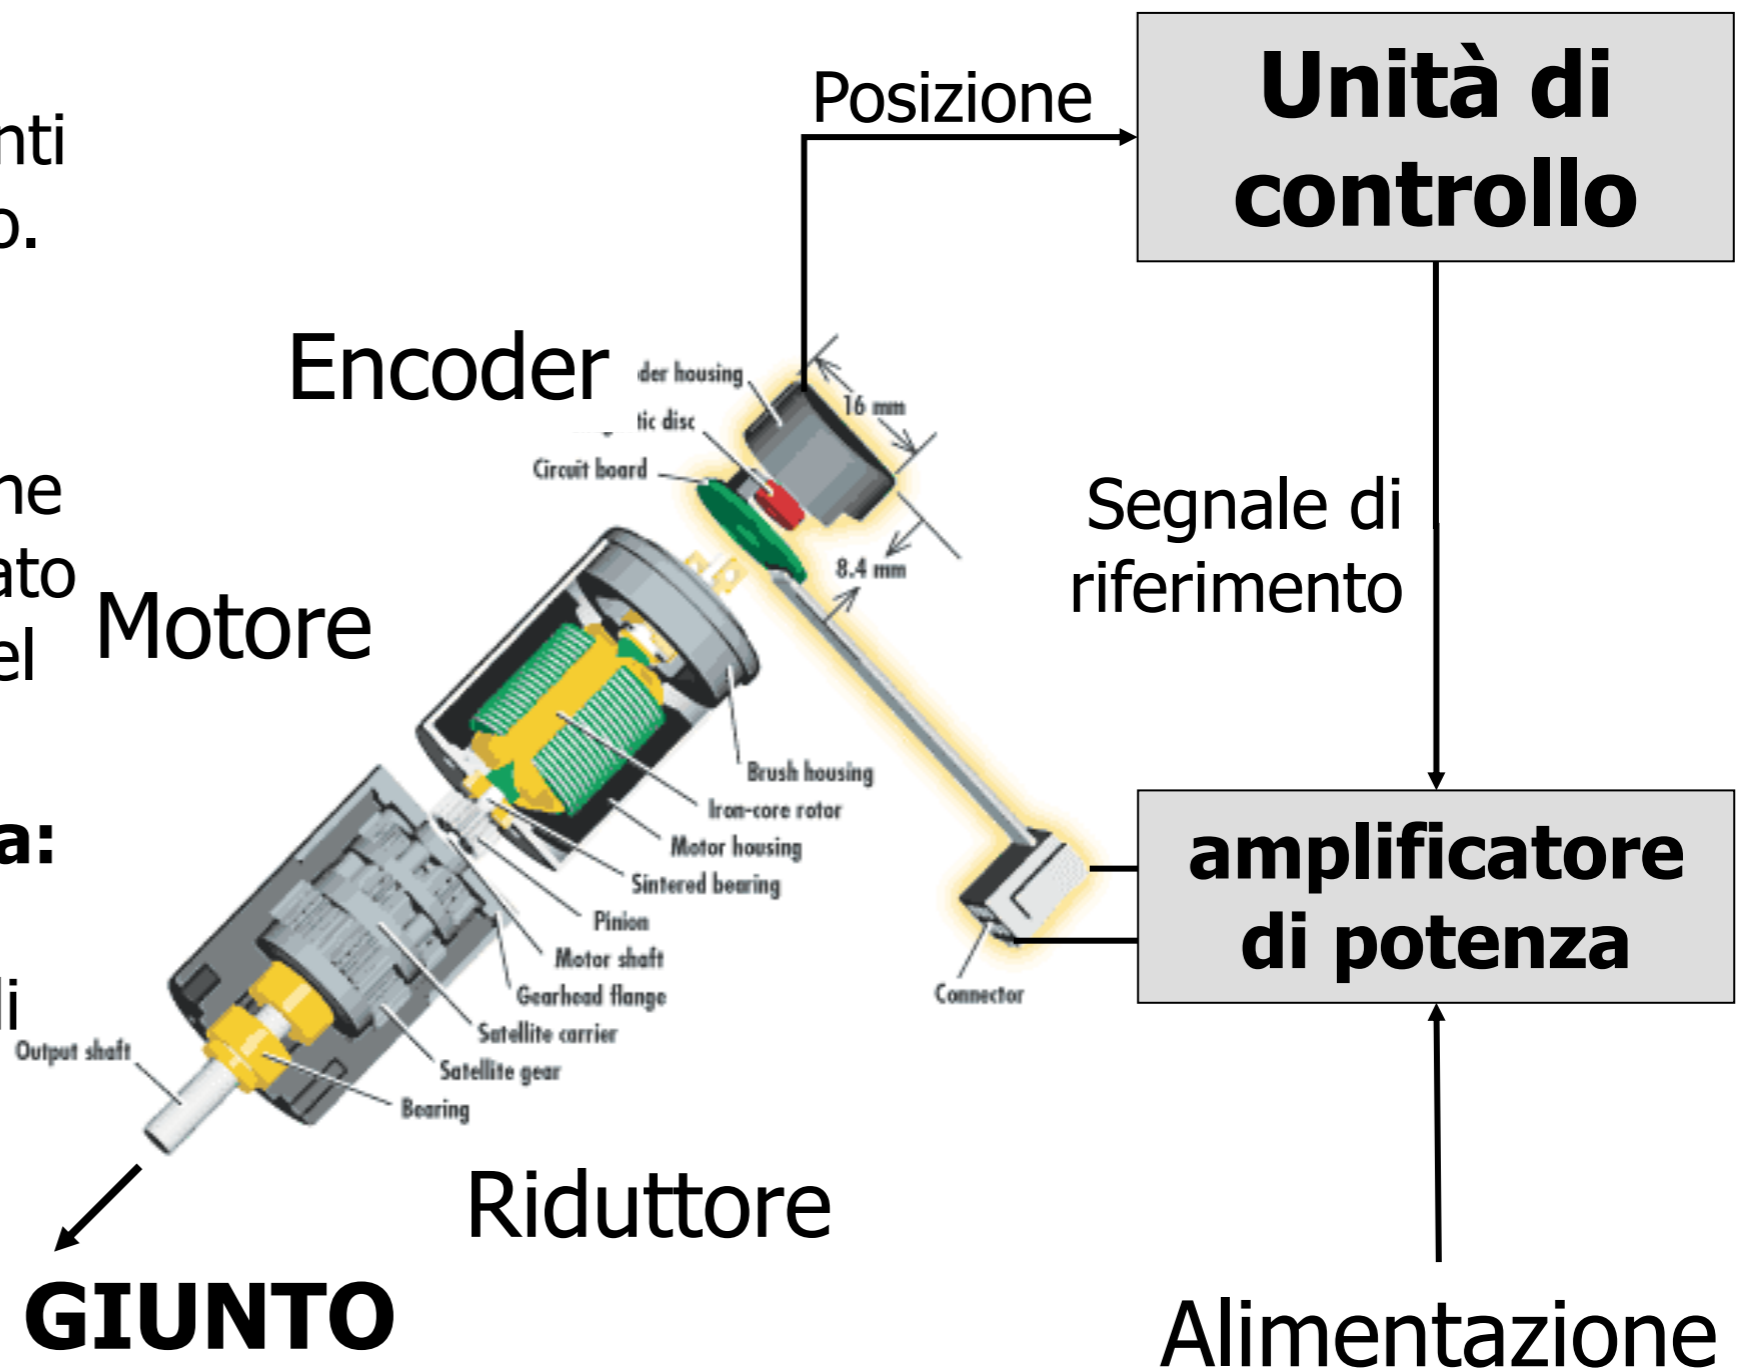 Unità di
controllo
Posizione
nti
o.
Encoder
der housing
tic disc
16 mm
Circuit board
8.4 mm
Segnale di
riferimento
ne
ato
el
Motore
Brush housing
Iron-core rotor
Motor housing
Sintered bearing
Pinion
Motor shaft
Gearhead flange
Satellite carrier
Satellite gear
Bearing
Output shaft
a:
li
Connector
amplificatore
di potenza
Riduttore
GIUNTO
Alimentazione